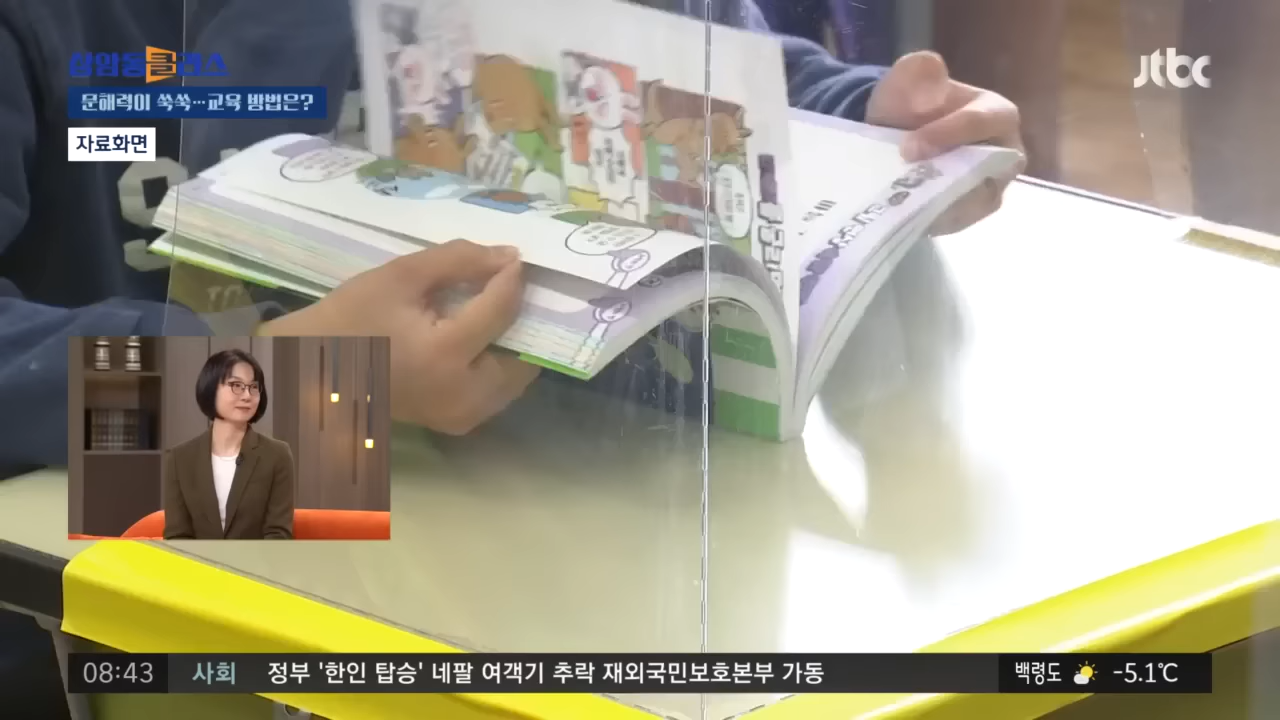 상암동클라스
jtbc
문해력이 쑥쑥…교육 방법은?
자료화면
08:43 사회 정부 '한인 탑승' 네팔 여객기 추락 재외국민보호본부 가동 백령도 -5.1℃